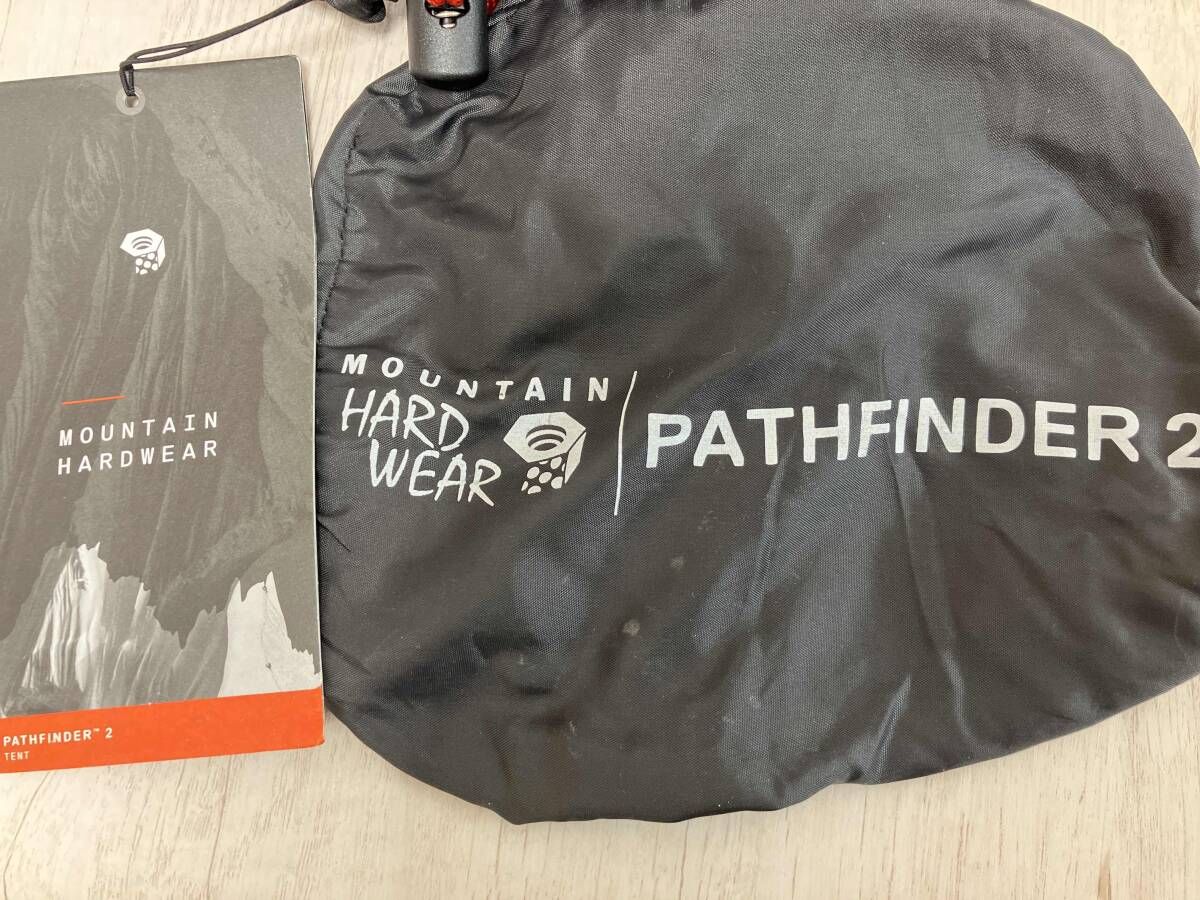 MOUNTAIN
HARDWEAR
PATHFINDER™ 2
TENT
MOUNTAIN
HARD
WEAR
PATHFINDER 2